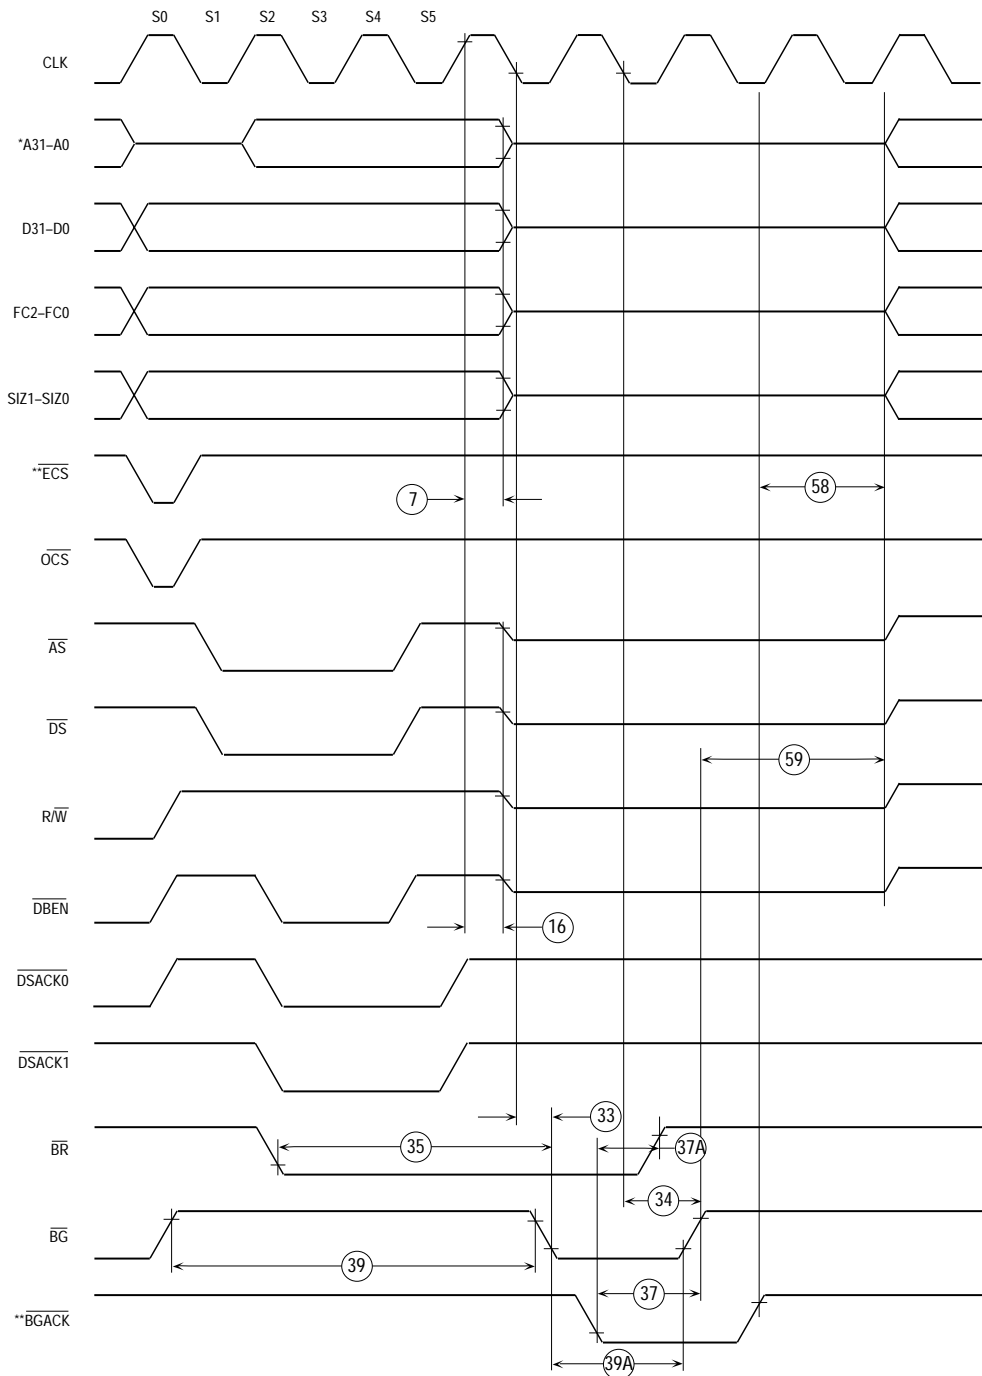 S0 S1 S2 S3 S4 S5
CLK
*A31–A0
D31–D0
FC2–FC0
SIZ1–SIZ0
**ECS
7
58
OCS
AS
DS
59
R/W
DBEN
16
DSACK0
DSACK1
33
BR
35
37A
34
BG
39
37
**BGACK
39A